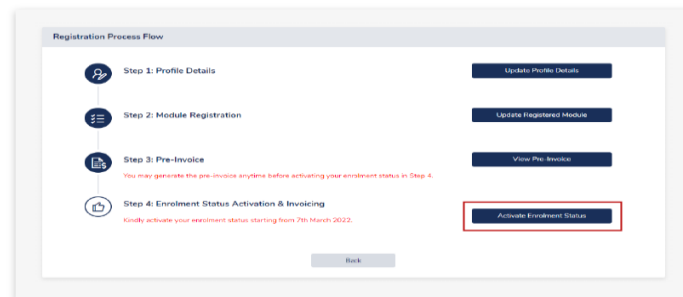 Registration Process Flow
Step 1: Profile Details
Update Profile Details
Step 2: Module Registration
Update Registered Module
Step 3: Pre-Invoice
View Pre-Invoice
You may generate the pre-invoice anytime before activating your enrolment status in Step 4.
Step 4: Enrolment Status Activation & Invoicing
Kindly activate your enrolment status starting from 7th March 2022.
Activate Enrolment Status
Back